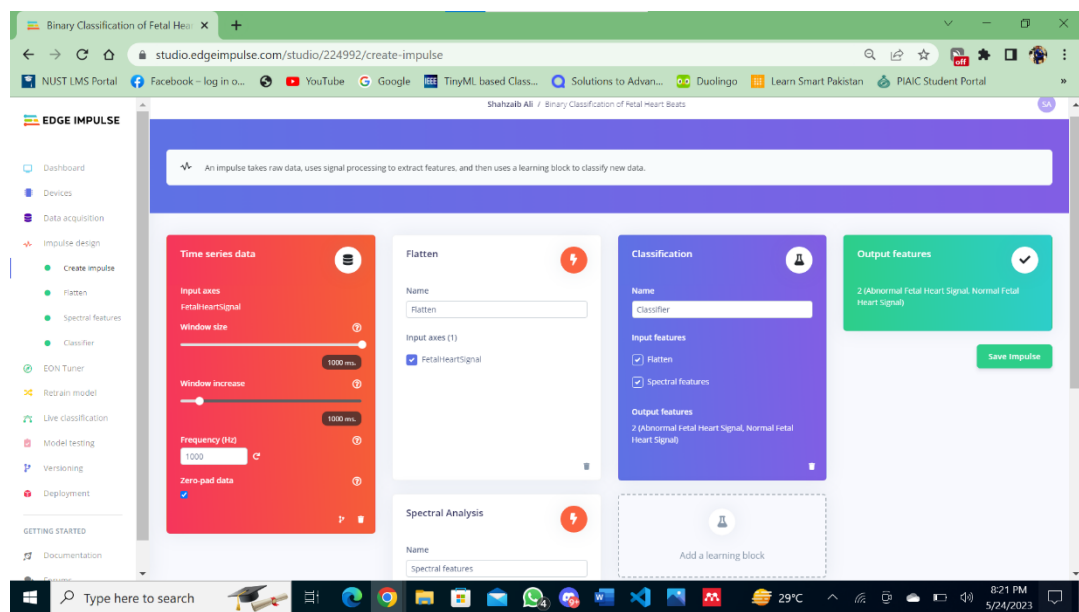 Binary Classification of Fetal Hea
studio.edgeimpulse.com/studio/224992/create-impulse
off
NUST LMS Portal
Facebook – log in o...
YouTube
Google
IEEE
TinyML based Class...
Solutions to Advan...
Duolingo
Learn Smart Pakistan
PIAIC Student Portal
»
EDGE IMPULSE
Shahzaib Ali / Binary Classification of Fetal Heart Beats
SA
An impulse takes raw data, uses signal processing to extract features, and then uses a learning block to classify new data.
Dashboard
Devices
Data acquisition
Impulse design
Create impulse
Flatten
Spectral features
Classifier
EON Tuner
Retrain model
Live classification
Model testing
Versioning
Deployment
GETTING STARTED
Documentation
Time series data
Input axes
FetalHeartSignal
Window size
1000 ms.
Window increase
1000 ms.
Frequency (Hz)
1000
Zero-pad data
Flatten
Name
Flatten
Input axes (1)
FetalHeartSignal
Spectral Analysis
Name
Spectral features
Classification
Name
Classifier
Input features
Flatten
Spectral features
Output features
2 (Abnormal Fetal Heart Signal, Normal Fetal
Heart Signal)
Add a learning block
Output features
2 (Abnormal Fetal Heart Signal, Normal Fetal
Heart Signal)
Save Impulse
Type here to search
4
29°C
8:21 PM
5/24/2023